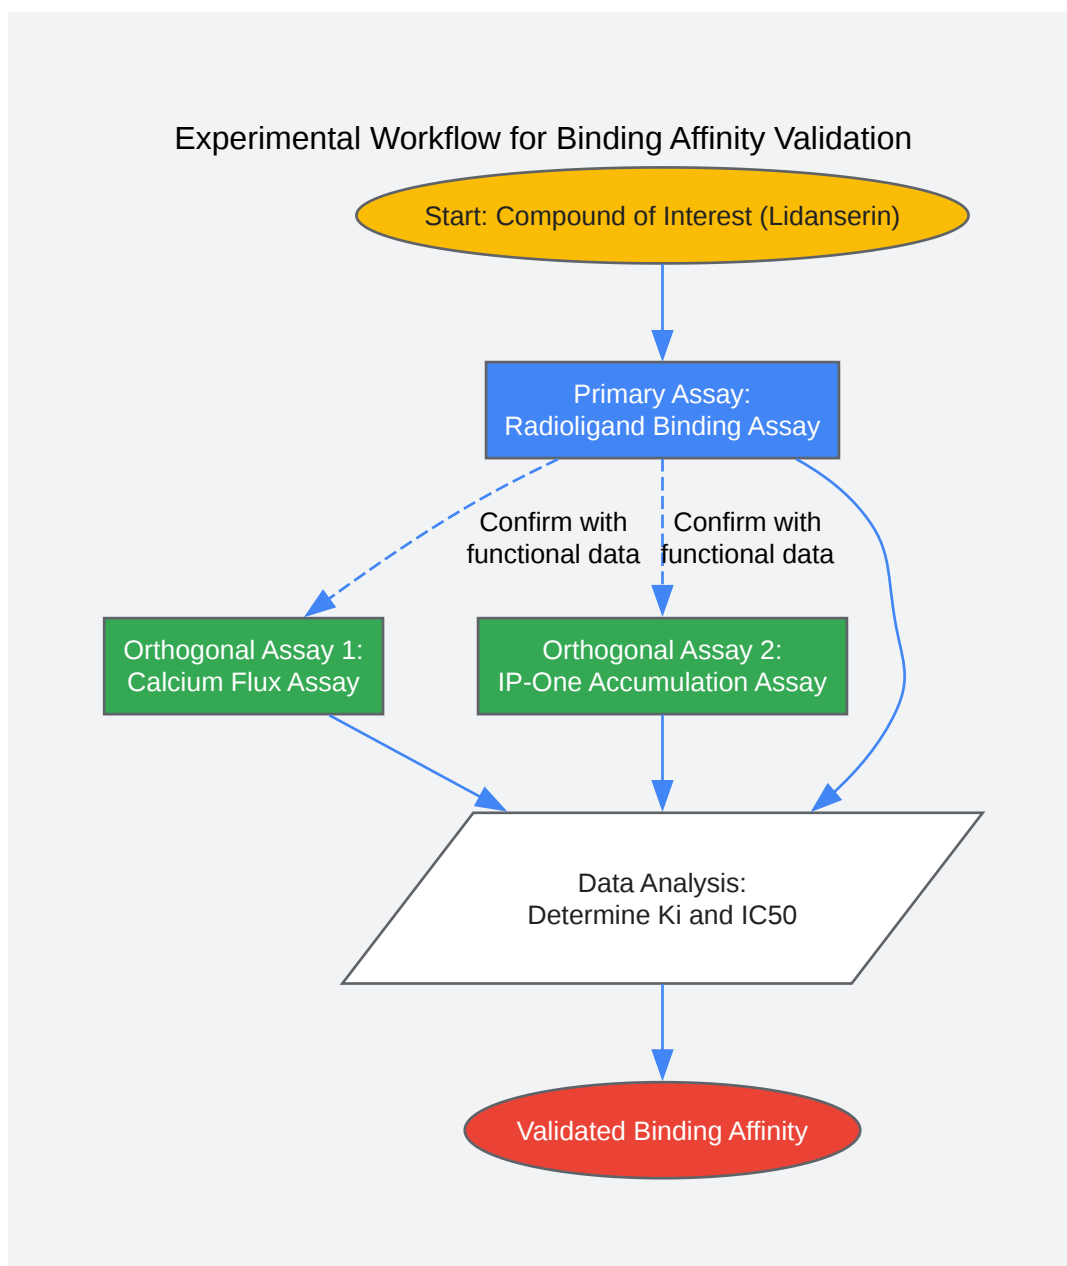 Experimental Workflow for Binding Affinity Validation
Start: Compound of Interest (Lidanserin)
Primary Assay:
Radioligand Binding Assay
Confirm with
functional data
Confirm with
functional data
Orthogonal Assay 1:
Calcium Flux Assay
Orthogonal Assay 2:
IP-One Accumulation Assay
Data Analysis:
Determine Ki and IC50
Validated Binding Affinity